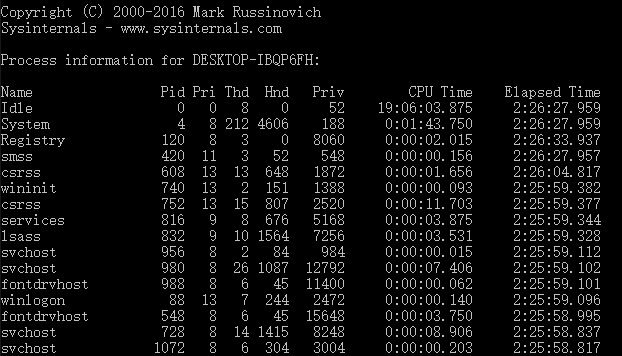 Copyright (C) 2000-2016 Mark Russinovich
Sysinternals - www.sysinternals.com
Process information for DESKTOP-IBQP6FH:
Name Pid Pri Thd Hnd Priv CPU Time Elapsed Time
Idle 0 0 8 0 52 19:06:03.875 2:26:27.959
System 4 8 212 4606 188 0:01:43.750 2:26:27.959
Registry 120 8 3 0 8060 0:00:02.015 2:26:33.937
smss 420 11 3 52 548 0:00:00.156 2:26:27.957
csrss 608 13 13 648 1872 0:00:01.656 2:26:04.817
wininit 740 13 2 151 1388 0:00:00.093 2:25:59.382
csrss 752 13 15 807 2520 0:00:11.703 2:25:59.377
services 816 9 8 676 5168 0:00:03.875 2:25:59.344
lsass 832 9 10 1564 7256 0:00:03.531 2:25:59.328
svchost 956 8 2 84 984 0:00:00.015 2:25:59.112
svchost 980 8 26 1087 12792 0:00:07.406 2:25:59.102
fontdrvhost 988 8 6 45 11400 0:00:00.062 2:25:59.101
winlogon 88 13 7 244 2472 0:00:00.140 2:25:59.096
fontdrvhost 548 8 6 45 15648 0:00:03.750 2:25:58.995
svchost 728 8 14 1415 8248 0:00:08.906 2:25:58.837
svchost 1072 8 6 304 3004 0:00:00.203 2:25:58.817